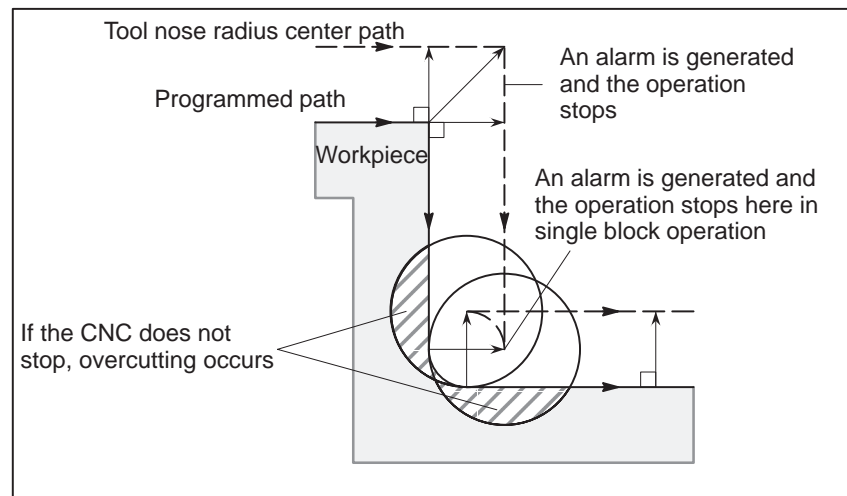 Tool nose radius center path
An alarm is generated
and the operation
stops
Programmed path
Workpiece
An alarm is generated and
the operation stops here in
single block operation
If the CNC does not
stop, overcutting occurs